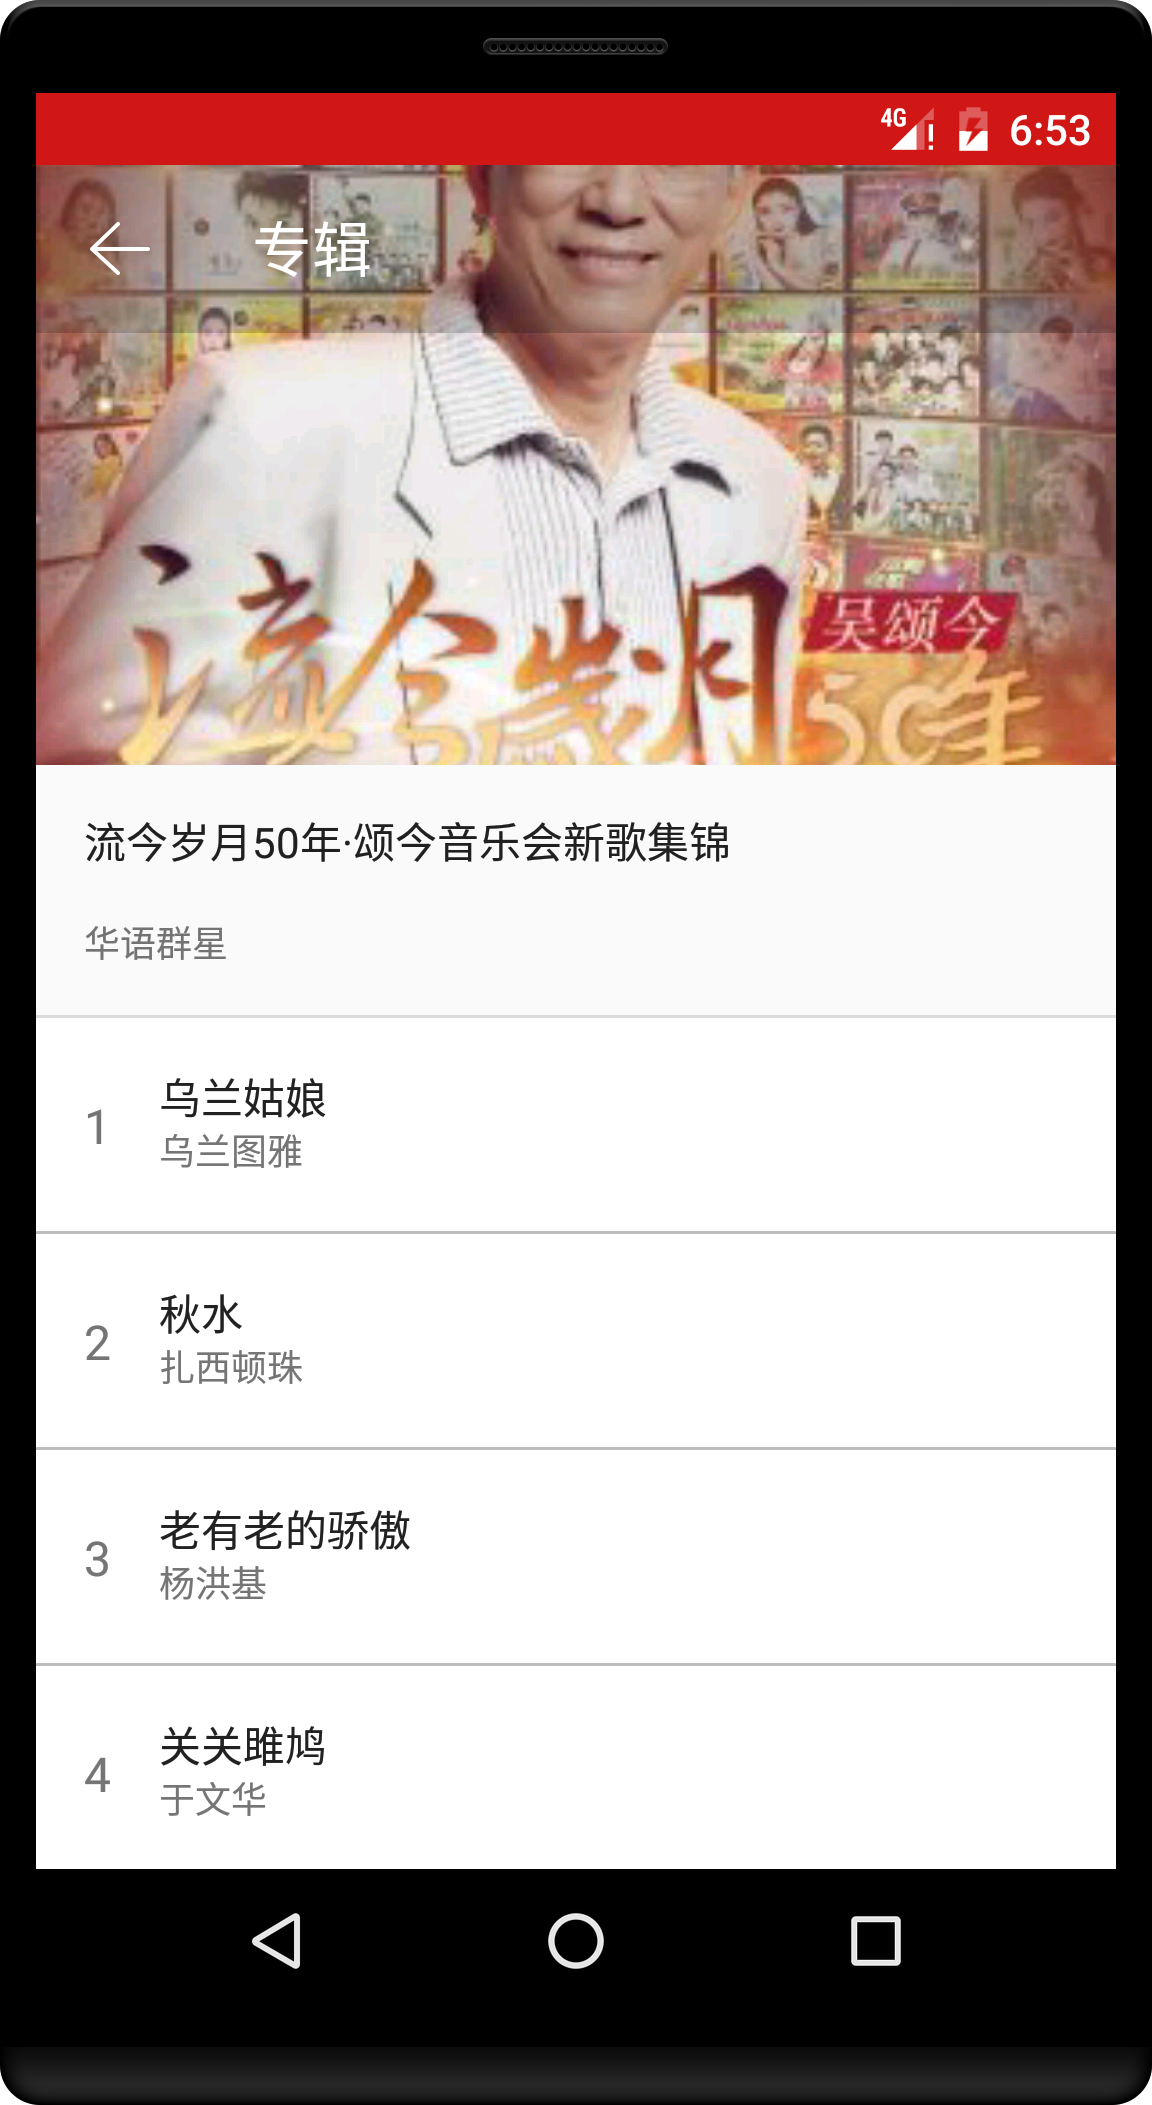 4G 6:53
专辑
流今歲月
吴颂今
50年
流今岁月50年·颂今音乐会新歌集锦
华语群星
1
乌兰姑娘
乌兰图雅
2
秋水
扎西顿珠
3
老有老的骄傲
杨洪基
4
关关雎鸠
于文华